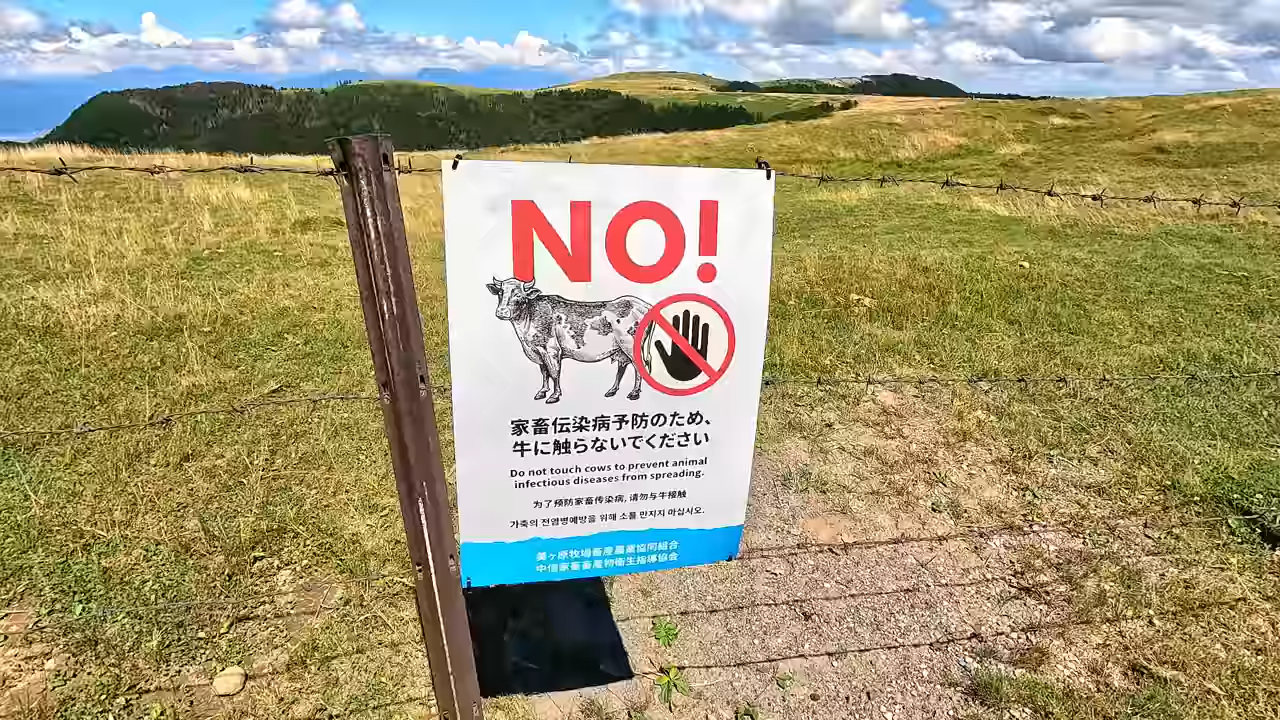 NO!
家畜伝染病予防のため、
牛に触らないでください
Do not touch cows to prevent animal
infectious diseases from spreading.
为了预防家畜传染病, 请勿与牛接触
가축의 전염병예방을 위해 소를 만지지 마십시오.
美ヶ原牧場畜産農業協同組合
中信家畜畜産物衛生指導協会